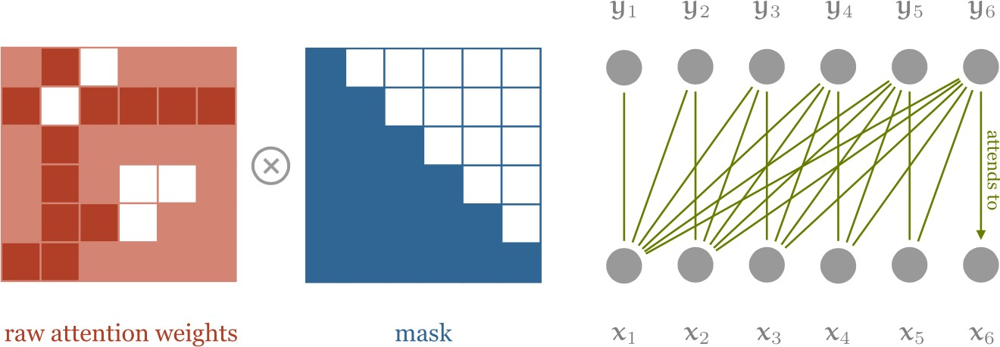 y1 y2 y3 y4 y5 y6
attends to
raw attention weights
mask
x1 x2 x3 x4 x5 x6